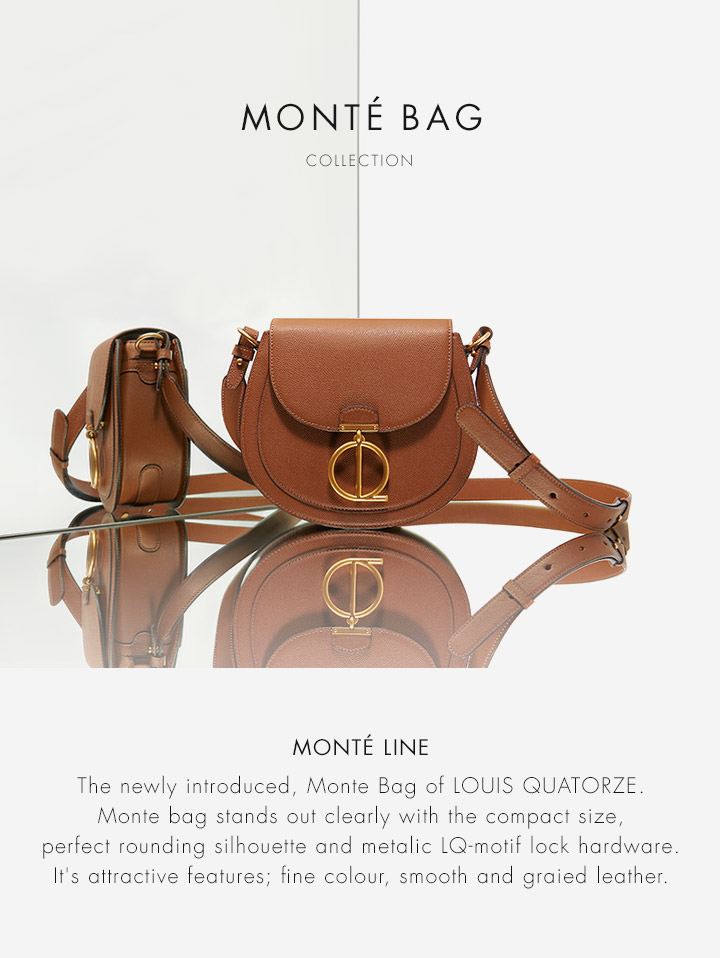 MONTÉ BAG
COLLECTION
MONTÉ LINE
The newly introduced, Monte Bag of LOUIS QUATORZE.
Monte bag stands out clearly with the compact size,
perfect rounding silhouette and metalic LQ-motif lock hardware.
It's attractive features; fine colour, smooth and graied leather.